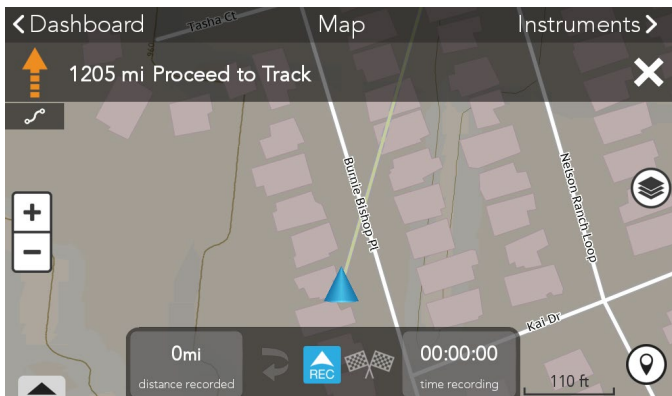 Dashboard
Map
Instruments
Tasha Ct
1205 mi Proceed to Track
Burnie Bishop Pl
Nelson Ranch Loop
Kai Dr
+
−
0mi
distance recorded
REC
00:00:00
time recording
110 ft